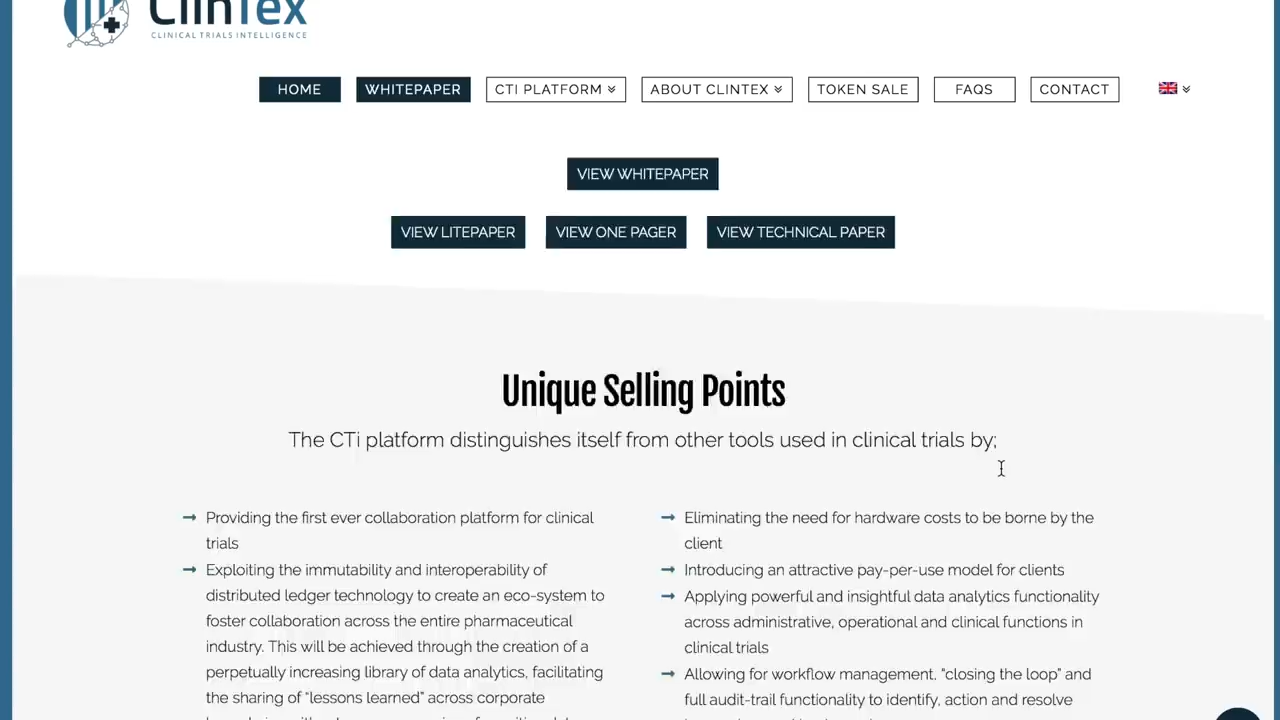 ClinTex
CLINICAL TRIALS INTELLIGENCE
HOME WHITEPAPER CTI PLATFORM ABOUT CLINTEX TOKEN SALE FAQS CONTACT
VIEW WHITEPAPER
VIEW LITEPAPER VIEW ONE PAGER VIEW TECHNICAL PAPER
Unique Selling Points
The CTi platform distinguishes itself from other tools used in clinical trials by;
Providing the first ever collaboration platform for clinical
trials
Exploiting the immutability and interoperability of
distributed ledger technology to create an eco-system to
foster collaboration across the entire pharmaceutical
industry. This will be achieved through the creation of a
perpetually increasing library of data analytics, facilitating
the sharing of “lessons learned” across corporate
Eliminating the need for hardware costs to be borne by the
client
Introducing an attractive pay-per-use model for clients
Applying powerful and insightful data analytics functionality
across administrative, operational and clinical functions in
clinical trials
Allowing for workflow management, “closing the loop” and
full audit-trail functionality to identify, action and resolve